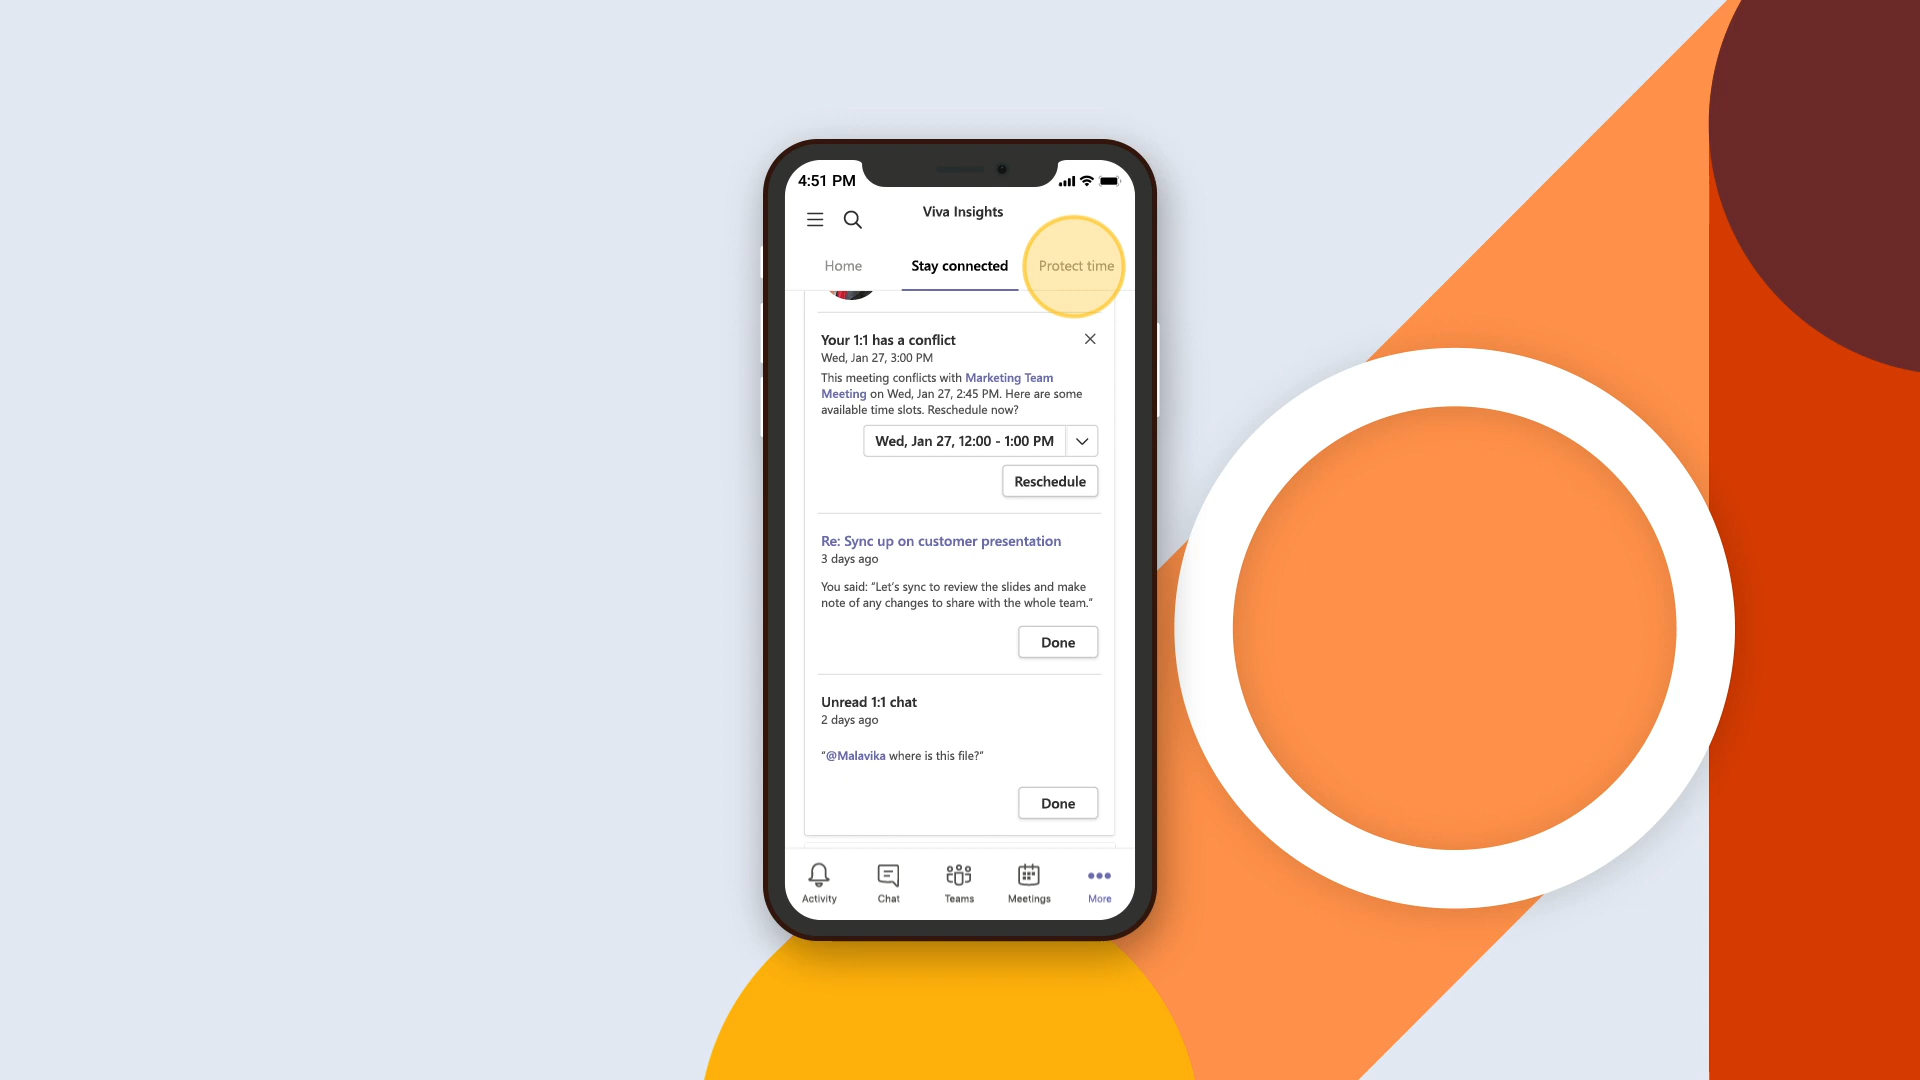 4:51 PM
Viva Insights
Home
Stay connected
Protect time
Your 1:1 has a conflict
Wed, Jan 27, 3:00 PM
This meeting conflicts with Marketing Team
Meeting on Wed, Jan 27, 2:45 PM. Here are some
available time slots. Reschedule now?
Wed, Jan 27, 12:00 - 1:00 PM
Reschedule
Re: Sync up on customer presentation
3 days ago
You said: “Let’s sync to review the slides and make
note of any changes to share with the whole team.”
Done
Unread 1:1 chat
2 days ago
“@Malavika where is this file?”
Done
Activity
Chat
Teams
Meetings
More